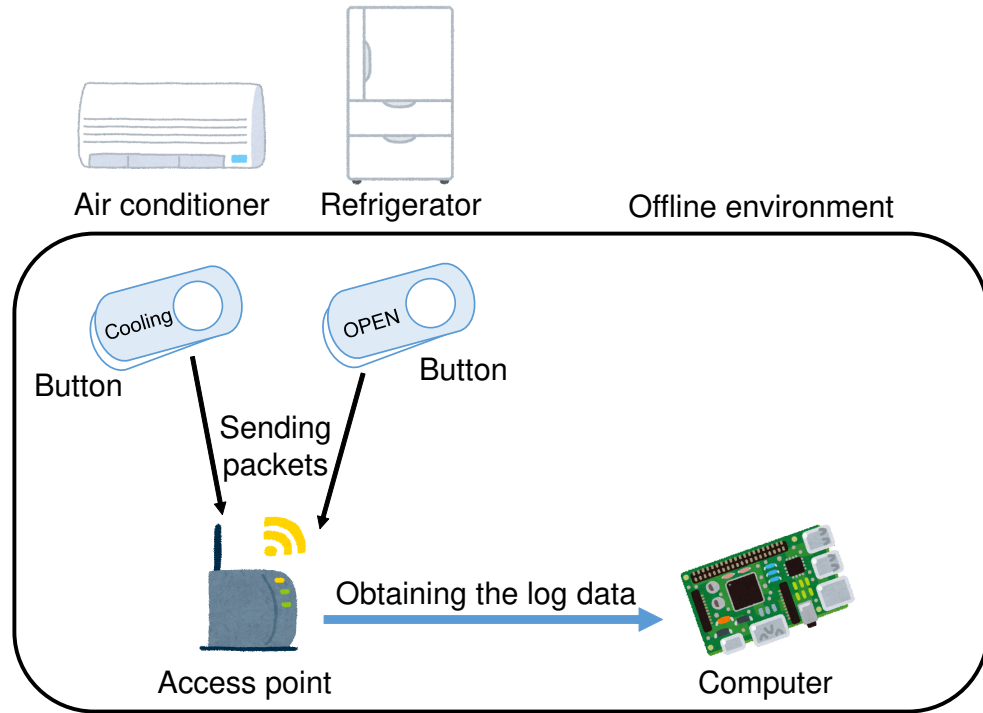 Air conditioner
Refrigerator
Offline environment
Cooling
OPEN
Button
Button
Sending
packets
Obtaining the log data
Access point
Computer